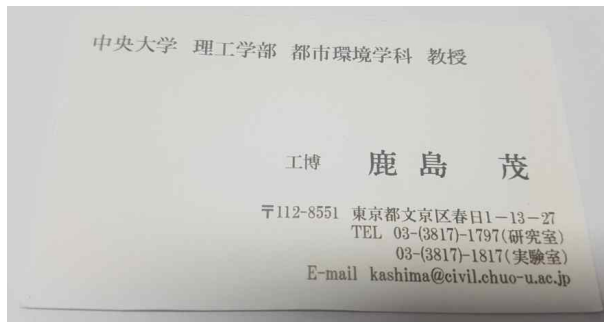 中央大学 理工学部 都市環境学科 教授
工博 鹿島 茂
〒112-8551 東京都文京区春日1－13－27
TEL 03-(3817)-1797(研究室)
03-(3817)-1817(実験室)
E-mail kashima@civil.chuo-u.ac.jp